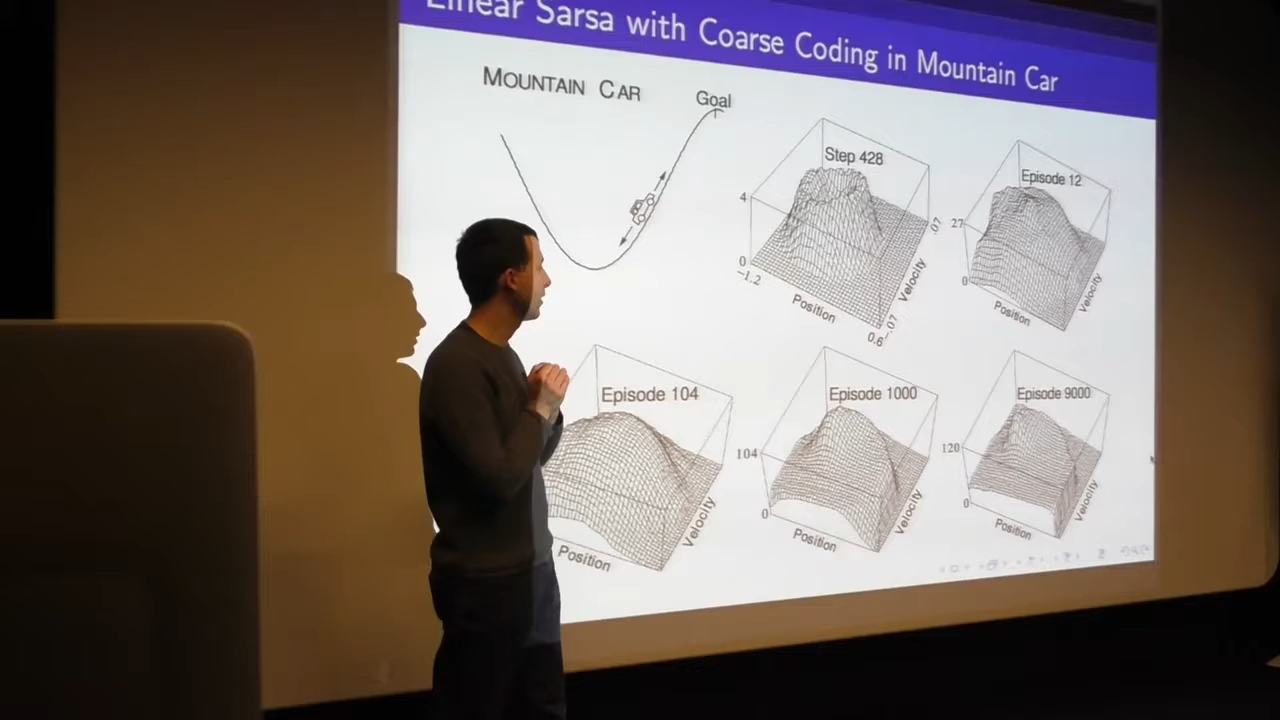 Linear Sarsa with Coarse Coding in Mountain Car
MOUNTAIN CAR
Goal
Step 428
4
0
-1.2
Position
0.6
-.07
Velocity
.07
Episode 12
27
0
Position
Velocity
Episode 104
Position
Velocity
Episode 1000
104
0
Position
Velocity
Episode 9000
120
0
Position
Velocity